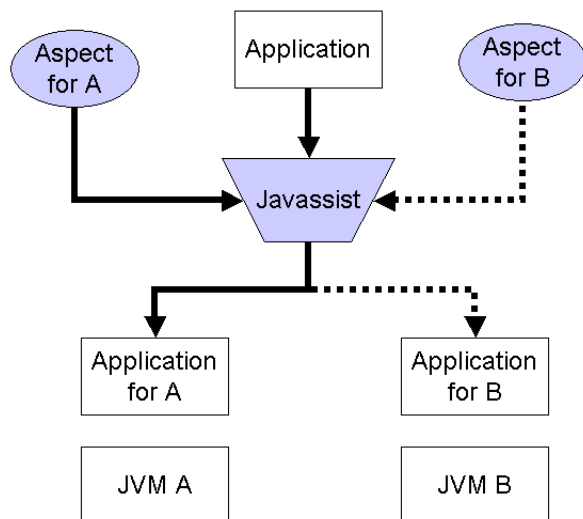 Aspect
for A
Application
Aspect
for B
Javassist
Application
for A
Application
for B
JVM A
JVM B